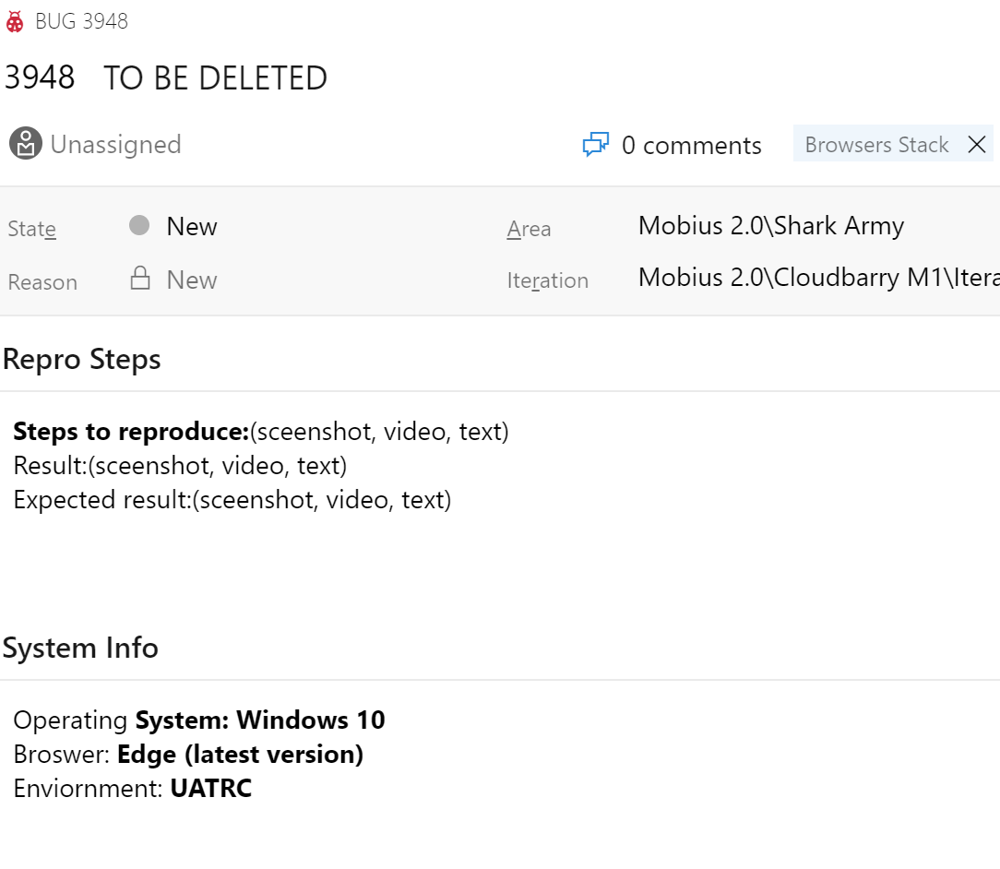 BUG 3948
3948 TO BE DELETED
Unassigned
0 comments
Browsers Stack
State New
Area Mobius 2.0\Shark Army
Reason New
Iteration Mobius 2.0\Cloudbarry M1\Itera
Repro Steps
Steps to reproduce:(sceenshot, video, text)
Result:(sceenshot, video, text)
Expected result:(sceenshot, video, text)
System Info
Operating System: Windows 10
Broswer: Edge (latest version)
Enviornment: UATRC